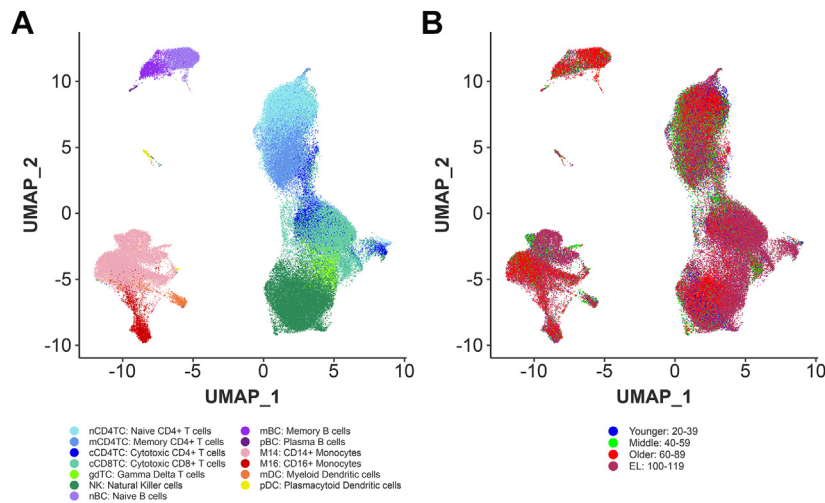 A
B
UMAP_2
10
5
0
-5
-10
-10
-5
0
5
10
UMAP_1
UMAP_2
10
5
0
-5
-10
-10
-5
0
5
10
UMAP_1
nCD4TC: Naive CD4+ T cells
mCD4TC: Memory CD4+ T cells
cCD4TC: Cytotoxic CD4+ T cells
cCD8TC: Cytotoxic CD8+ T cells
gdTC: Gamma Delta T cells
NK: Natural Killer cells
nBC: Naive B cells
mBC: Memory B cells
pBC: Plasma B cells
M14: CD14+ Monocytes
M16: CD16+ Monocytes
mDC: Myeloid Dendritic cells
pDC: Plasmacytoid Dendritic cells
Younger: 20-39
Middle: 40-59
Older: 60-89
EL: 100-119